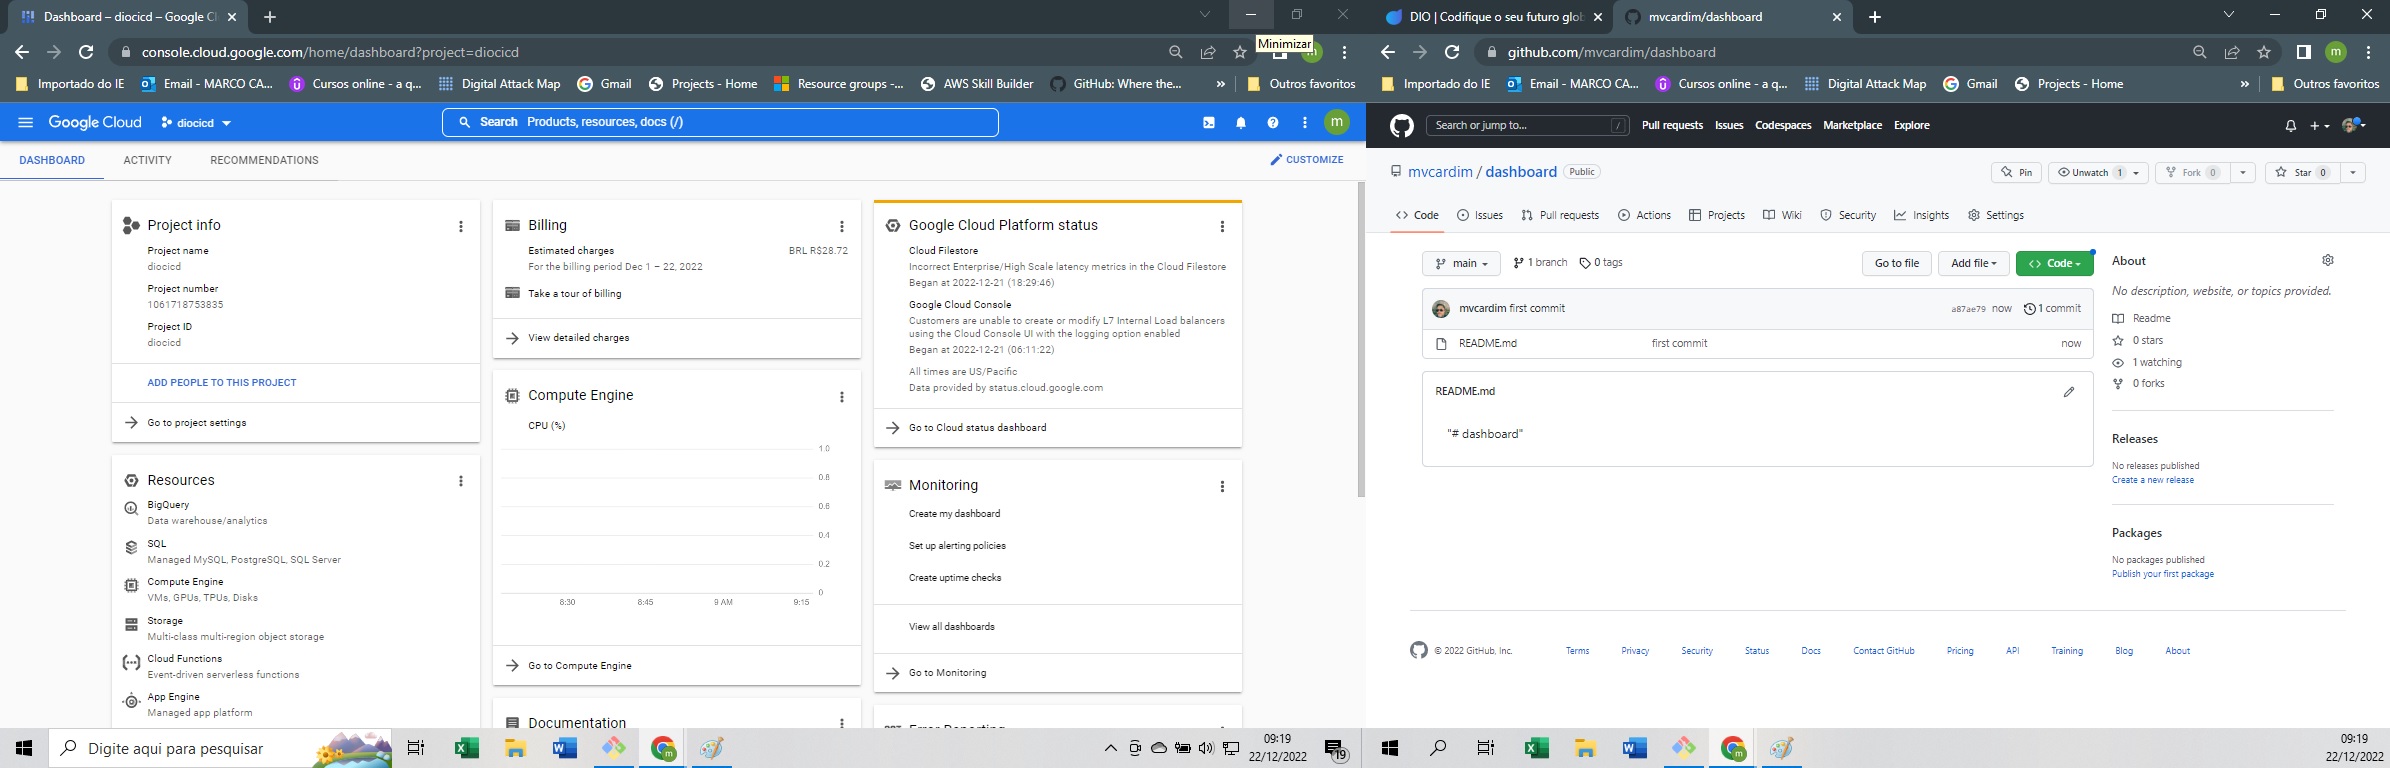 Dashboard – diocicd – Google Cl
console.cloud.google.com/home/dashboard?project=diocicd
Minimizar
m
Importado do IE
Email - MARCO CA...
Cursos online - a q...
Digital Attack Map
Gmail
Projects - Home
Resource groups -...
AWS Skill Builder
GitHub: Where the...
»
Outros favoritos
Google Cloud
diocicd
Search Products, resources, docs (/)
m
DASHBOARD
ACTIVITY
RECOMMENDATIONS
CUSTOMIZE
Project info
Project name
diocicd
Project number
1061718753835
Project ID
diocicd
ADD PEOPLE TO THIS PROJECT
Go to project settings
Resources
BigQuery
Data warehouse/analytics
SQL
Managed MySQL, PostgreSQL, SQL Server
Compute Engine
VMs, GPUs, TPUs, Disks
Storage
Multi-class multi-region object storage
Cloud Functions
Event-driven serverless functions
App Engine
Managed app platform
Billing
Estimated charges BRL R$28.72
For the billing period Dec 1 – 22, 2022
Take a tour of billing
View detailed charges
Compute Engine
CPU (%)
1.0
0.8
0.6
0.4
0.2
0
8:30 8:45 9 AM 9:15
Go to Compute Engine
Documentation
Google Cloud Platform status
Cloud Filestore
Incorrect Enterprise/High Scale latency metrics in the Cloud Filestore
Began at 2022-12-21 (18:29:46)
Google Cloud Console
Customers are unable to create or modify L7 Internal Load balancers
using the Cloud Console UI with the logging option enabled
Began at 2022-12-21 (06:11:22)
All times are US/Pacific
Data provided by status.cloud.google.com
Go to Cloud status dashboard
Monitoring
Create my dashboard
Set up alerting policies
Create uptime checks
View all dashboards
Go to Monitoring
Error Reporting
Digite aqui para pesquisar
09:19
22/12/2022
19
DIO | Codifique o seu futuro glob
mvcardim/dashboard
github.com/mvcardim/dashboard
m
Importado do IE
Email - MARCO CA...
Cursos online - a q...
Digital Attack Map
Gmail
Projects - Home
»
Outros favoritos
Search or jump to... /
Pull requests
Issues
Codespaces
Marketplace
Explore
mvcardim / dashboard Public
Pin
Unwatch 1
Fork 0
Star 0
Code
Issues
Pull requests
Actions
Projects
Wiki
Security
Insights
Settings
main
1 branch
0 tags
Go to file
Add file
Code
mvcardim first commit a87ae79 now 1 commit
README.md first commit now
README.md
"# dashboard"
About
No description, website, or topics provided.
Readme
0 stars
1 watching
0 forks
Releases
No releases published
Create a new release
Packages
No packages published
Publish your first package
© 2022 GitHub, Inc.
Terms
Privacy
Security
Status
Docs
Contact GitHub
Pricing
API
Training
Blog
About
09:19
22/12/2022